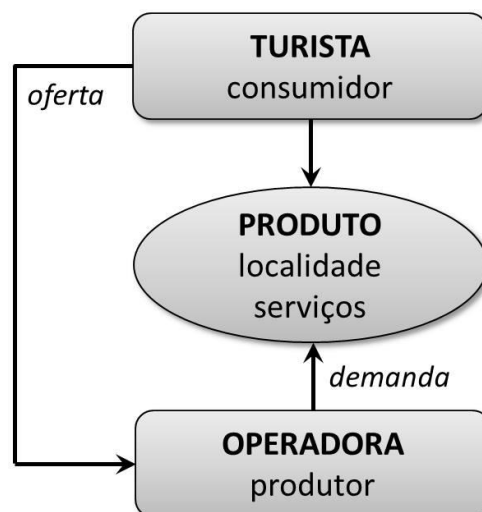 TURISTA
consumidor
oferta
PRODUTO
localidade
serviços
demanda
OPERADORA
produtor